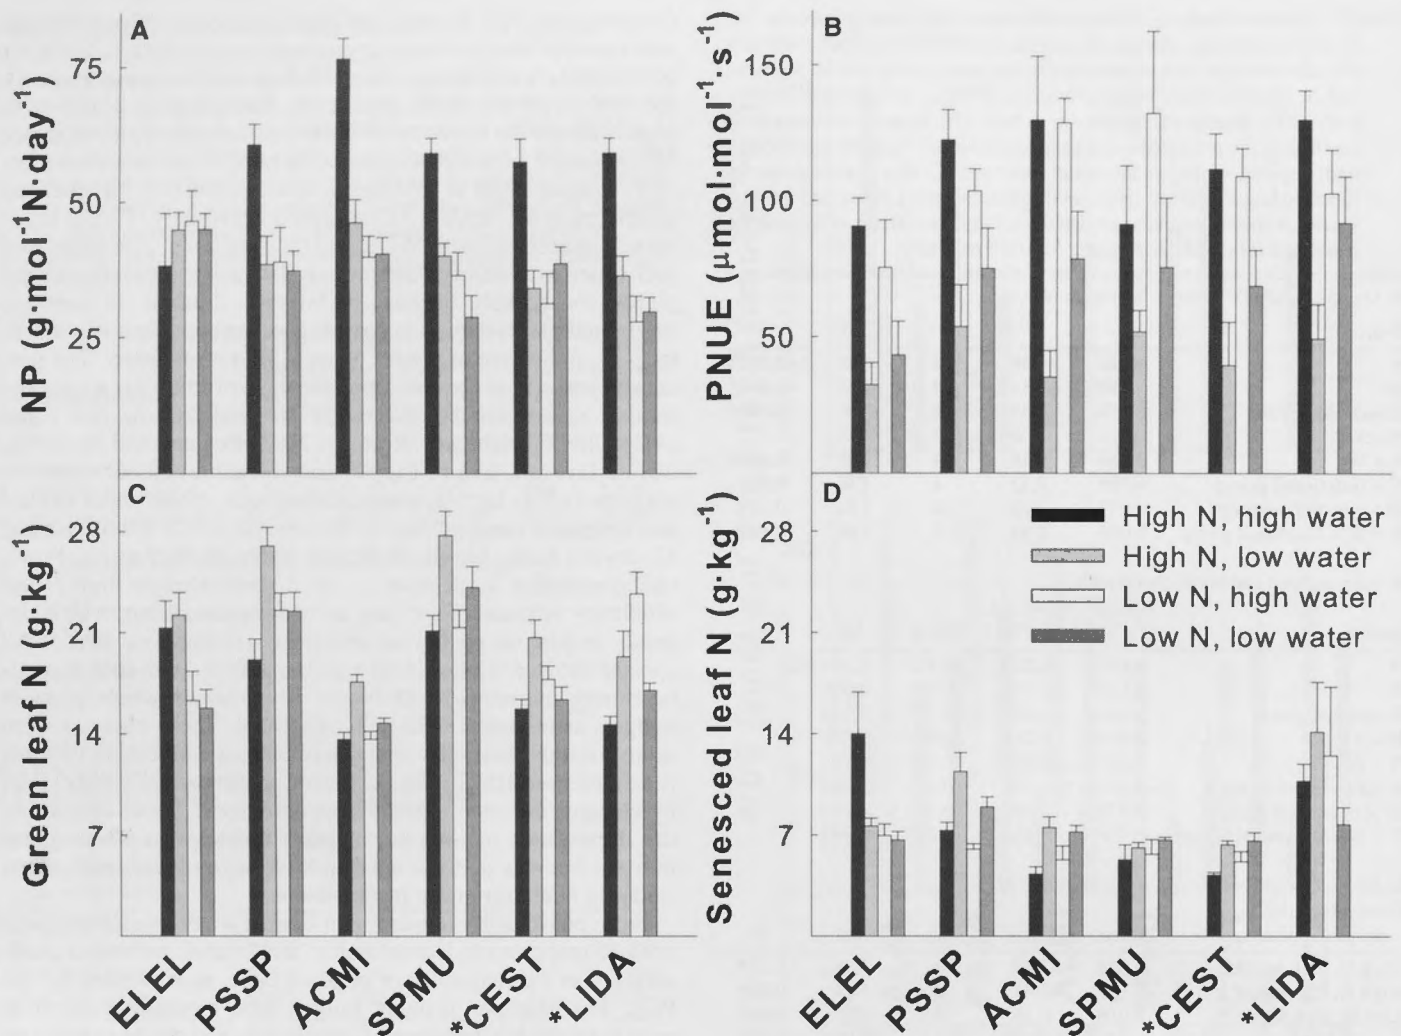 A
NIP (g·mol⁻¹N·day⁻¹)
75
50
25
B
PNUE (μmol·mol⁻¹·s⁻¹)
150
100
50
C
Green leaf N (g·kg⁻¹)
28
21
14
7
ELEL
PSSP
ACMI
SPMU
*CEST
*LIDA
D
Senesced leaf N (g·kg⁻¹)
28
21
14
7
High N, high water
High N, low water
Low N, high water
Low N, low water
ELEL
PSSP
ACMI
SPMU
*CEST
*LIDA